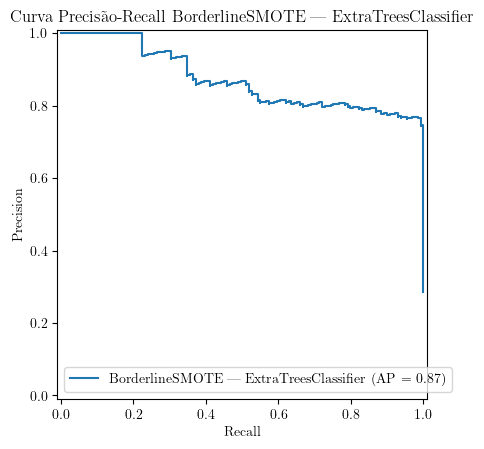 Curva Precisão-Recall BorderlineSMOTE — ExtraTreesClassifier
1.0
0.8
0.6
0.4
0.2
0.0
Precision
BorderlineSMOTE — ExtraTreesClassifier (AP = 0.87)
0.0 0.2 0.4 0.6 0.8 1.0
Recall